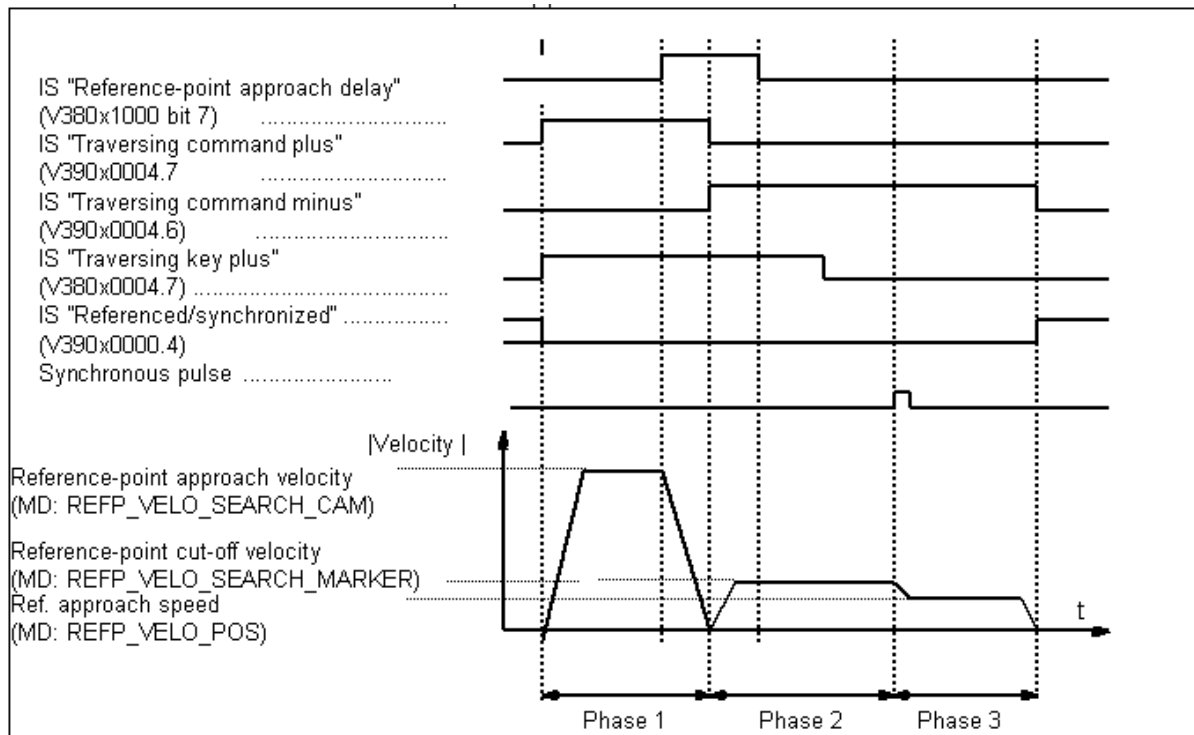 IS "Reference-point approach delay"
(V380x1000 bit 7) ..............................
IS "Traversing command plus"
(V390x0004.7 ..............................
IS "Traversing command minus"
(V390x0004.6) ...............................
IS "Traversing key plus"
(V380x0004.7) .........................................
IS "Referenced/synchronized" .................
(V390x0000.4)
Synchronous pulse ........................
|Velocity |
Reference-point approach velocity
(MD: REFP_VELO_SEARCH_CAM)
Reference-point cut-off velocity
(MD: REFP_VELO_SEARCH_MARKER)
Ref. approach speed
(MD: REFP_VELO_POS)
t
Phase 1 Phase 2 Phase 3